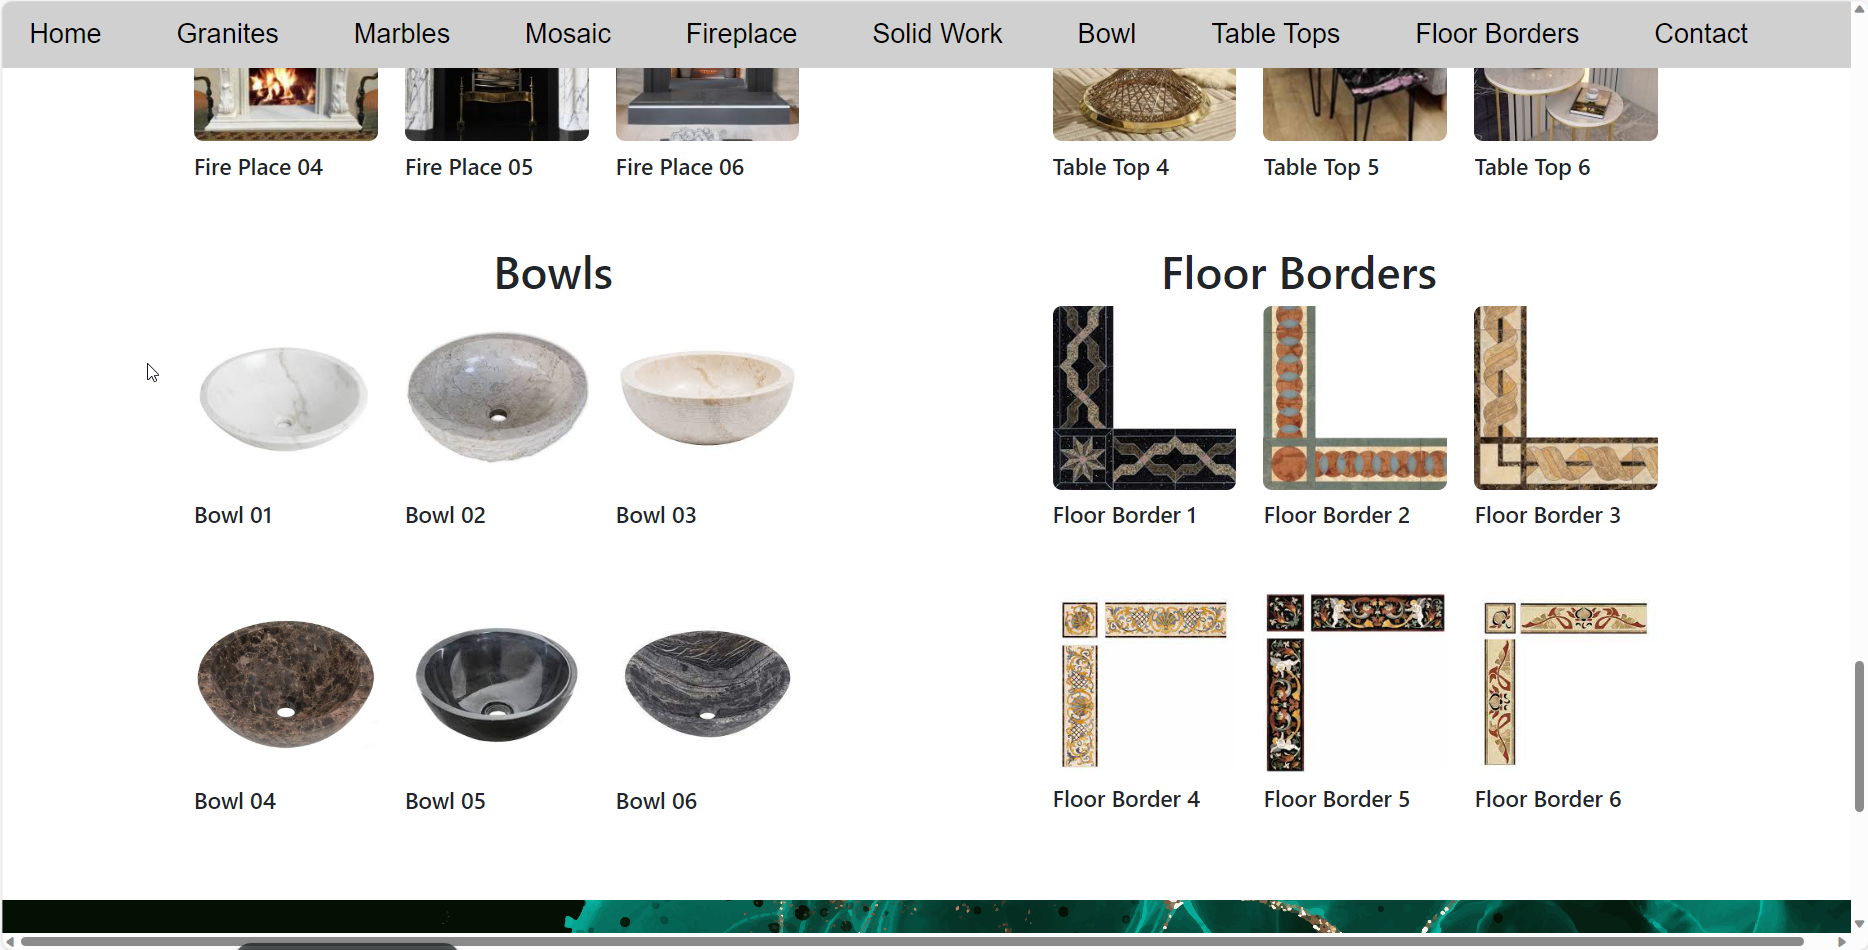 Home Granites Marbles Mosaic Fireplace Solid Work Bowl Table Tops Floor Borders Contact
Fire Place 04 Fire Place 05 Fire Place 06
Table Top 4 Table Top 5 Table Top 6
Bowls
Bowl 01 Bowl 02 Bowl 03
Bowl 04 Bowl 05 Bowl 06
Floor Borders
Floor Border 1 Floor Border 2 Floor Border 3
Floor Border 4 Floor Border 5 Floor Border 6